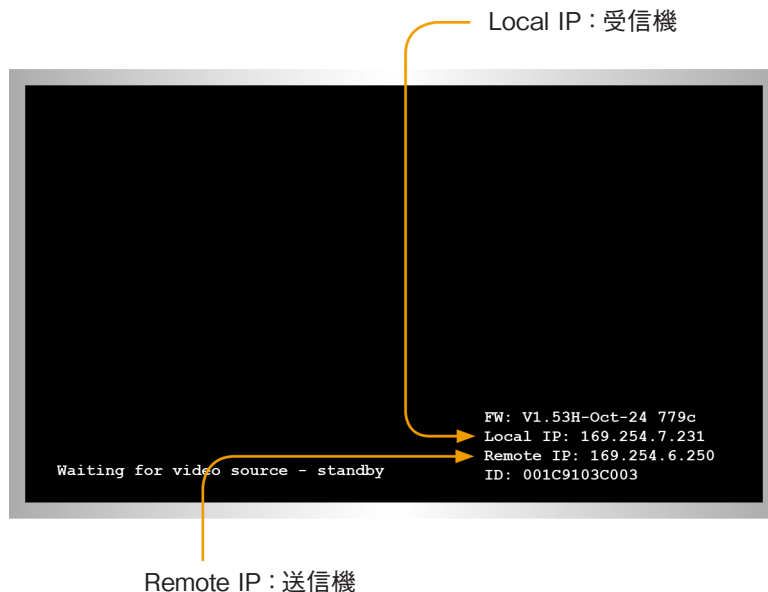 Local IP：受信機
FW: V1.53H-Oct-24 779c
Local IP: 169.254.7.231
Remote IP: 169.254.6.250
Waiting for video source - standby
ID: 001C9103C003
Remote IP：送信機